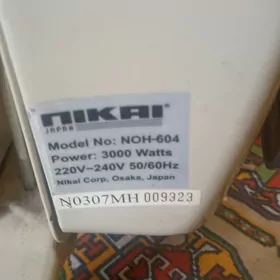 NIKAI
JAPAN
Model No: NOH-604
Power: 3000 Watts
220V~240V 50/60Hz
Nikai Corp, Osaka, Japan
N0307MH 009323